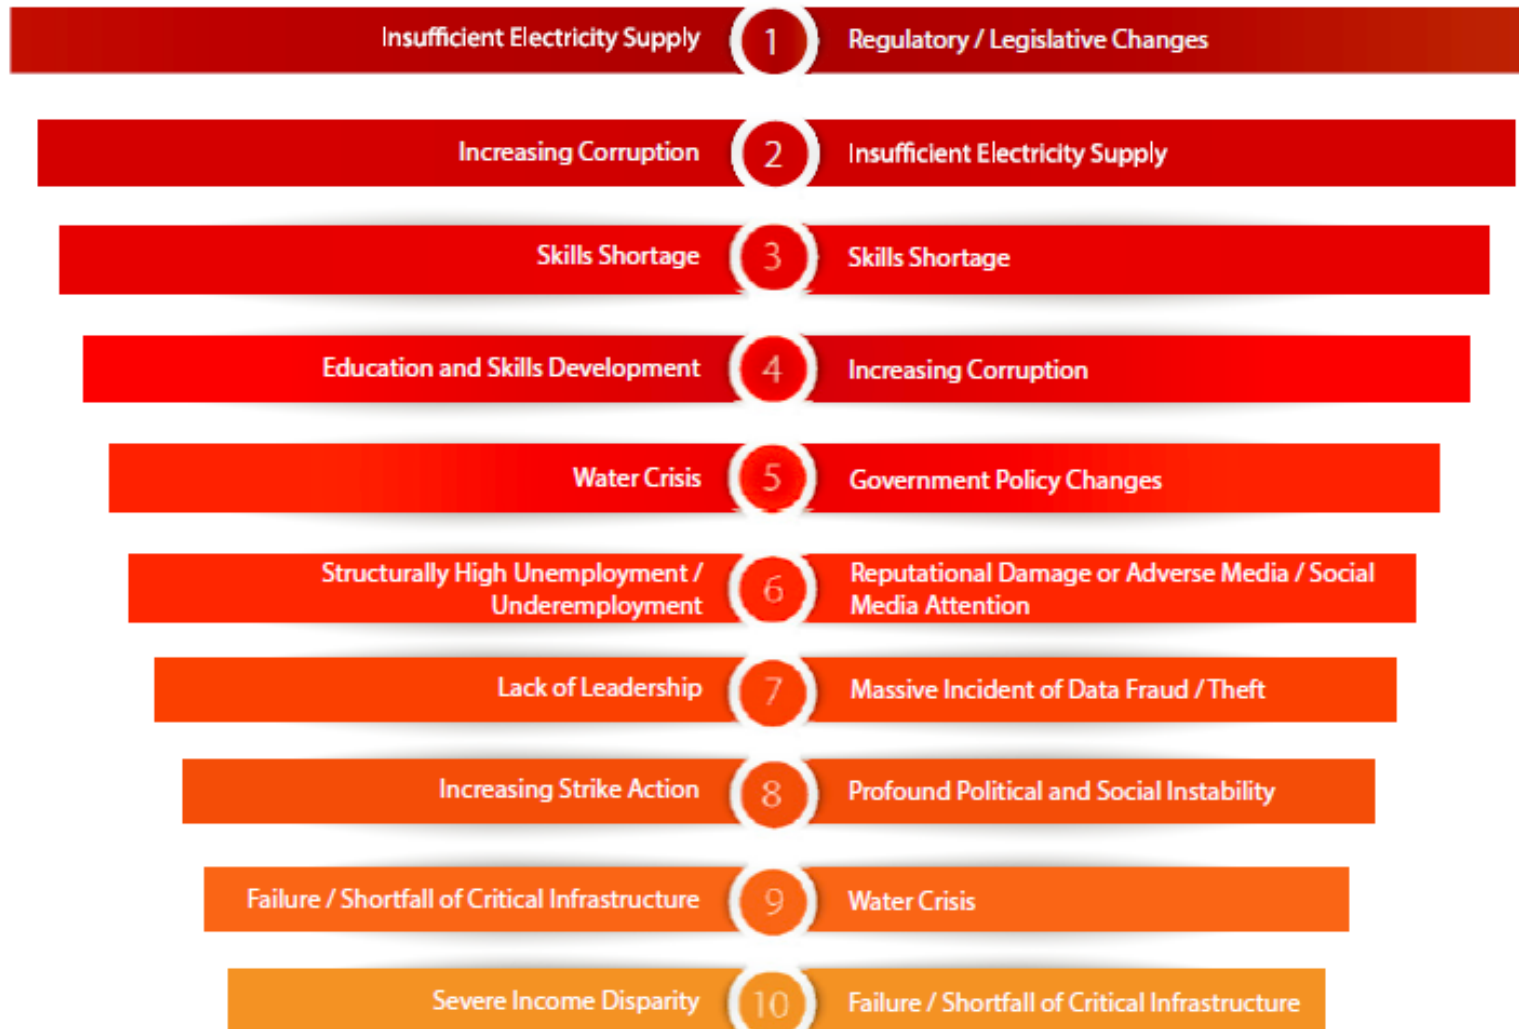 Insufficient Electricity Supply 1 Regulatory / Legislative Changes
Increasing Corruption 2 Insufficient Electricity Supply
Skills Shortage 3 Skills Shortage
Education and Skills Development 4 Increasing Corruption
Water Crisis 5 Government Policy Changes
Structurally High Unemployment /
Underemployment
6
Reputational Damage or Adverse Media / Social
Media Attention
Lack of Leadership 7 Massive Incident of Data Fraud / Theft
Increasing Strike Action 8 Profound Political and Social Instability
Failure / Shortfall of Critical Infrastructure 9 Water Crisis
Severe Income Disparity 10 Failure / Shortfall of Critical Infrastructure